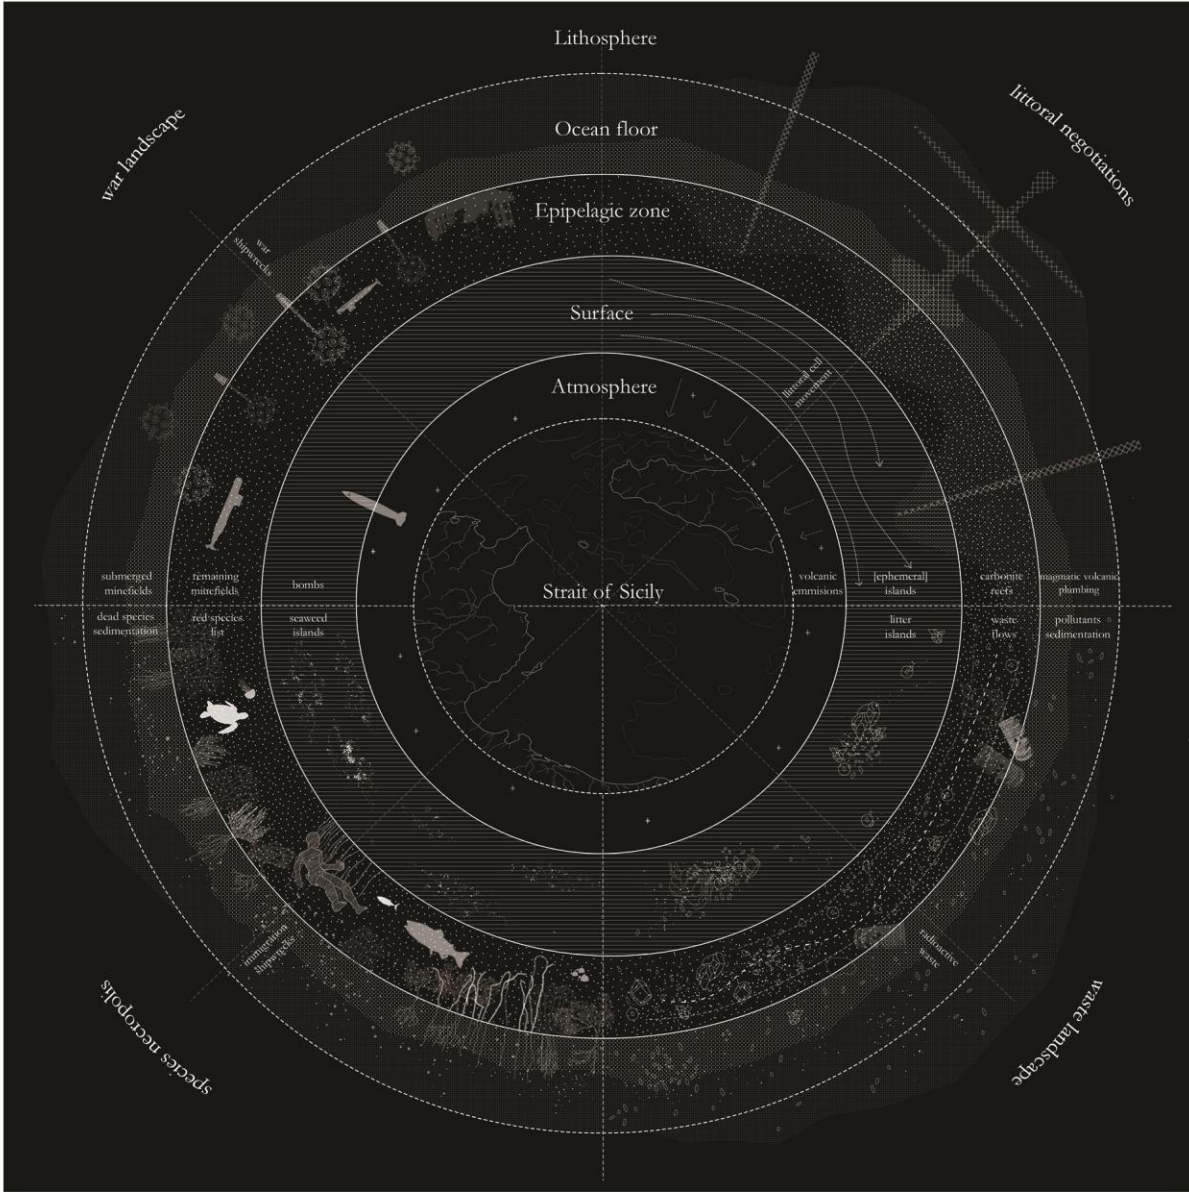 Lithosphere
littoral negotiations
war landscape
Ocean floor
Epipelagic zone
war
shipwrecks
Surface
Atmosphere
littoral cell
movement
submerged
minefields
remaining
minefields
bombs
Strait of Sicily
volcanic
emmisions
[ephemeral]
islands
carbonite
reefs
magmatic volcanic
plumbing
dead species
sedimentation
red species
list
seaweed
islands
litter
islands
waste
flows
pollutants
sedimentation
immigration
shipwrecks
radioactive
waste
species necropolis
waste landscape